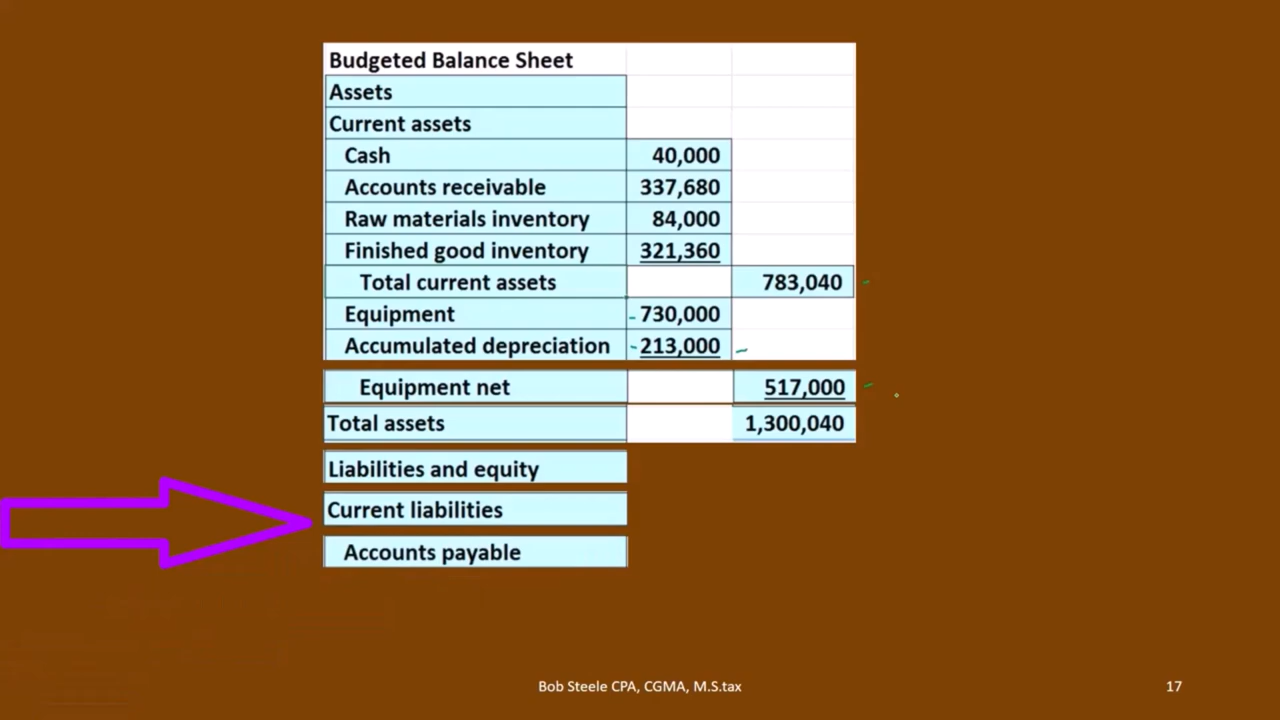 Budgeted Balance Sheet
Assets
Current assets
Cash 40,000
Accounts receivable 337,680
Raw materials inventory 84,000
Finished good inventory 321,360
Total current assets 783,040
Equipment 730,000
Accumulated depreciation 213,000
Equipment net 517,000
Total assets 1,300,040
Liabilities and equity
Current liabilities
Accounts payable
Bob Steele CPA, CGMA, M.S.tax 17